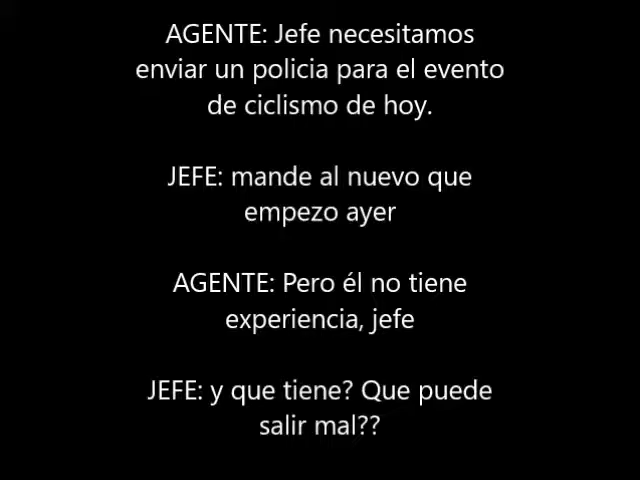 AGENTE: Jefe necesitamos
enviar un policia para el evento
de ciclismo de hoy.
JEFE: mande al nuevo que
empezo ayer
AGENTE: Pero él no tiene
experiencia, jefe
JEFE: y que tiene? Que puede
salir mal??